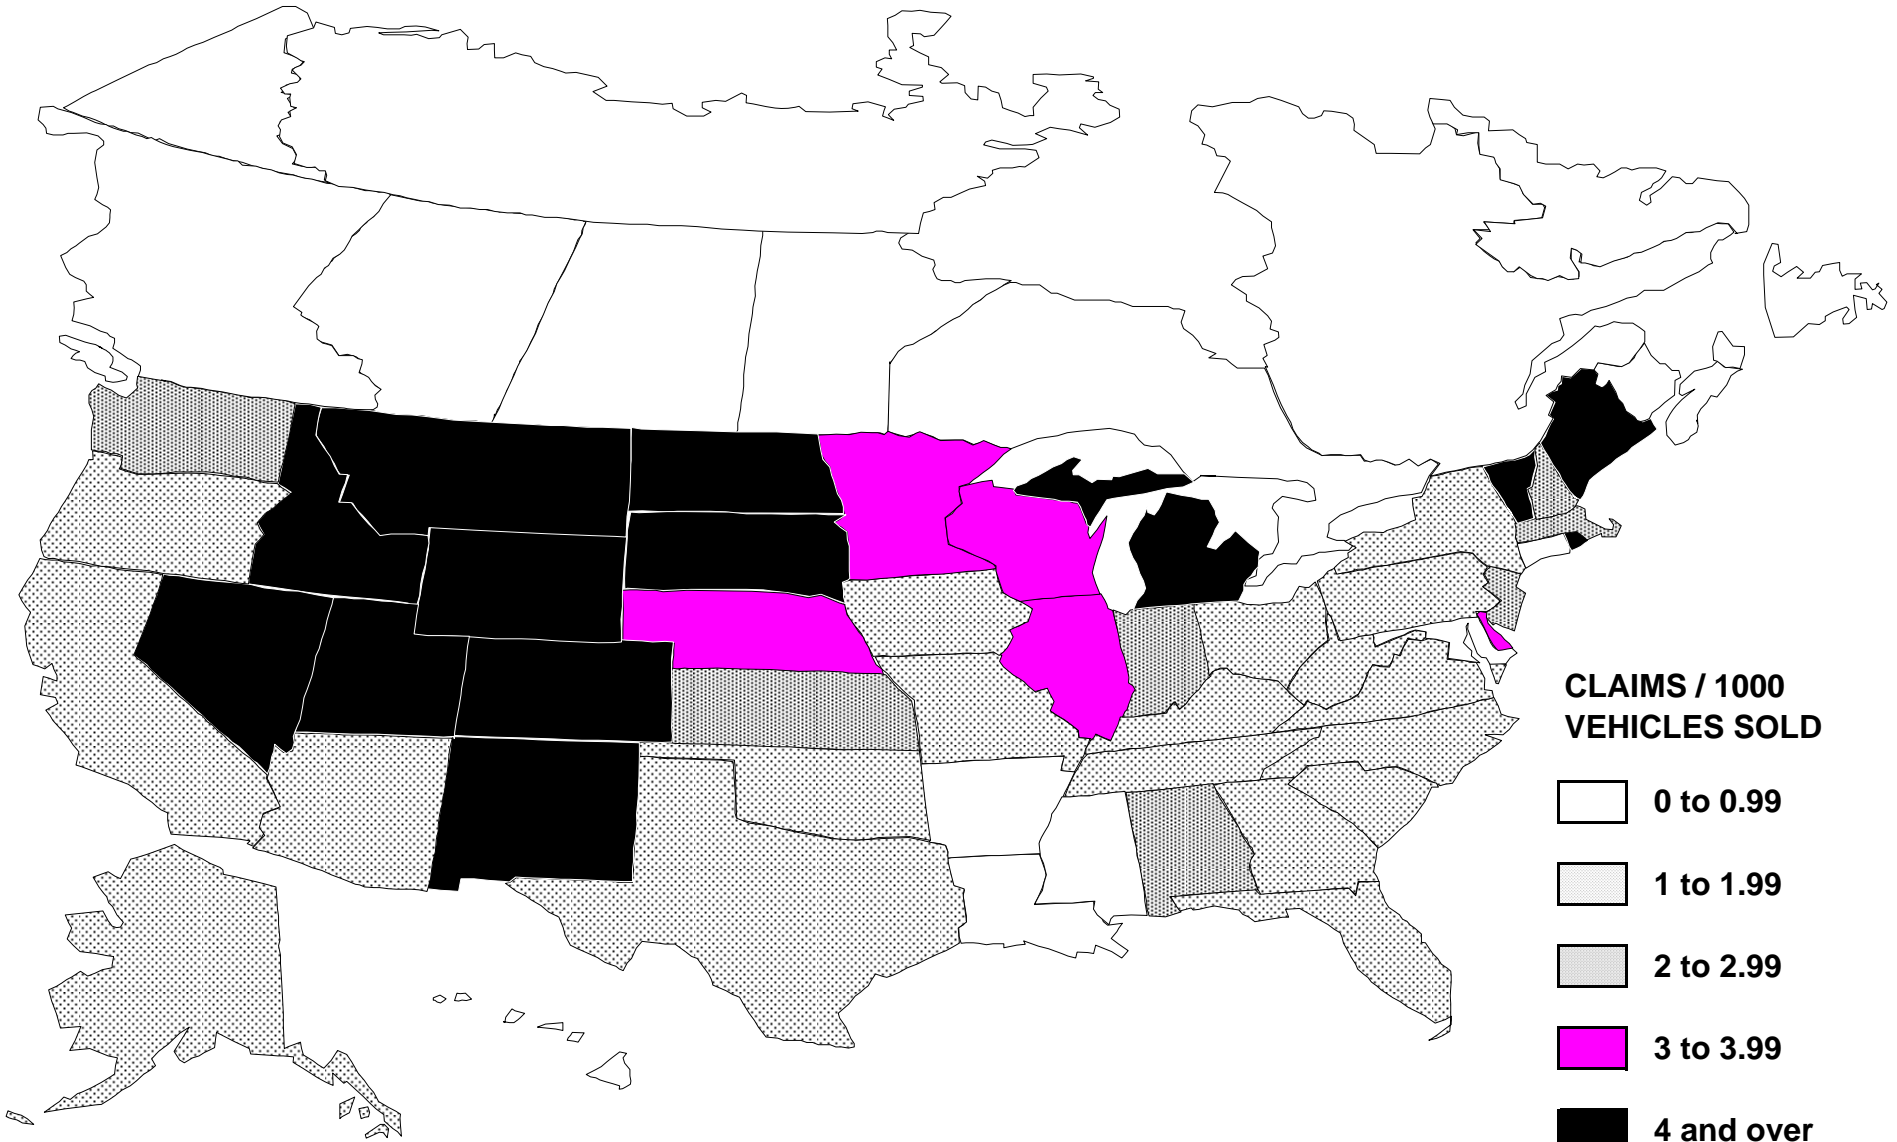 CLAIMS / 1000
VEHICLES SOLD
0 to 0.99
1 to 1.99
2 to 2.99
3 to 3.99
4 and over